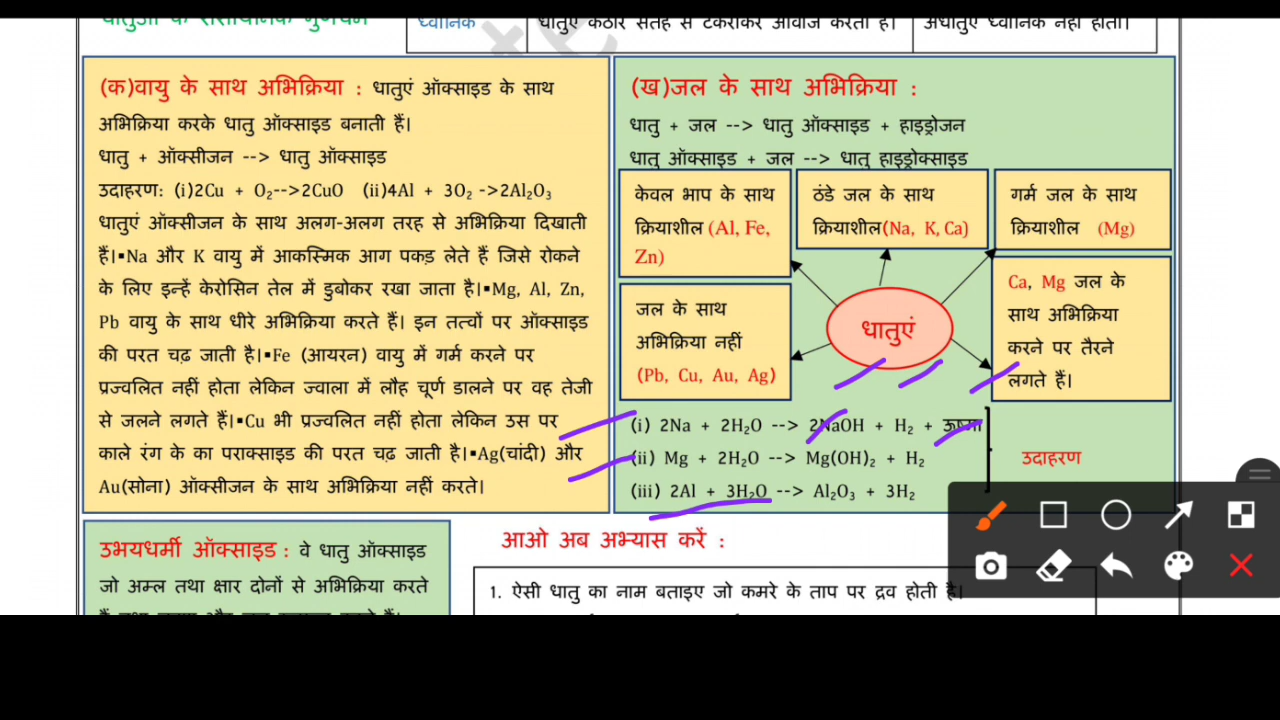 धातुओं के रासायनिक गुणधर्म
ध्वानिक
धातुएं कठोर सतह से टकराकर आवाज करती हैं।
अधातुएं ध्वानिक नहीं होतीं।
(क)वायु के साथ अभिक्रिया : धातुएं ऑक्साइड के साथ
अभिक्रिया करके धातु ऑक्साइड बनाती हैं।
धातु + ऑक्सीजन --> धातु ऑक्साइड
उदाहरण: (i)2Cu + O₂-->2CuO (ii)4Al + 3O₂ ->2Al₂O₃
धातुएं ऑक्सीजन के साथ अलग-अलग तरह से अभिक्रिया दिखाती
हैं।▪Na और K वायु में आकस्मिक आग पकड़ लेते हैं जिसे रोकने
के लिए इन्हें केरोसिन तेल में डुबोकर रखा जाता है।▪Mg, Al, Zn,
Pb वायु के साथ धीरे अभिक्रिया करते हैं। इन तत्वों पर ऑक्साइड
की परत चढ़ जाती है।▪Fe (आयरन) वायु में गर्म करने पर
प्रज्वलित नहीं होता लेकिन ज्वाला में लौह चूर्ण डालने पर वह तेजी
से जलने लगते हैं।▪Cu भी प्रज्वलित नहीं होता लेकिन उस पर
काले रंग के का पराक्साइड की परत चढ़ जाती है।▪Ag(चांदी) और
Au(सोना) ऑक्सीजन के साथ अभिक्रिया नहीं करते।
(ख)जल के साथ अभिक्रिया :
धातु + जल --> धातु ऑक्साइड + हाइड्रोजन
धातु ऑक्साइड + जल --> धातु हाइड्रोक्साइड
केवल भाप के साथ
क्रियाशील (Al, Fe,
Zn)
ठंडे जल के साथ
क्रियाशील(Na, K, Ca)
गर्म जल के साथ
क्रियाशील (Mg)
जल के साथ
अभिक्रिया नहीं
(Pb, Cu, Au, Ag)
धातुएं
Ca, Mg जल के
साथ अभिक्रिया
करने पर तैरने
लगते हैं।
(i) 2Na + 2H₂O --> 2NaOH + H₂ + ऊष्मा
(ii) Mg + 2H₂O --> Mg(OH)₂ + H₂
(iii) 2Al + 3H₂O --> Al₂O₃ + 3H₂
उदाहरण
उभयधर्मी ऑक्साइड : वे धातु ऑक्साइड
जो अम्ल तथा क्षार दोनों से अभिक्रिया करते
आओ अब अभ्यास करें :
1. ऐसी धातु का नाम बताइए जो कमरे के ताप पर द्रव होती है।